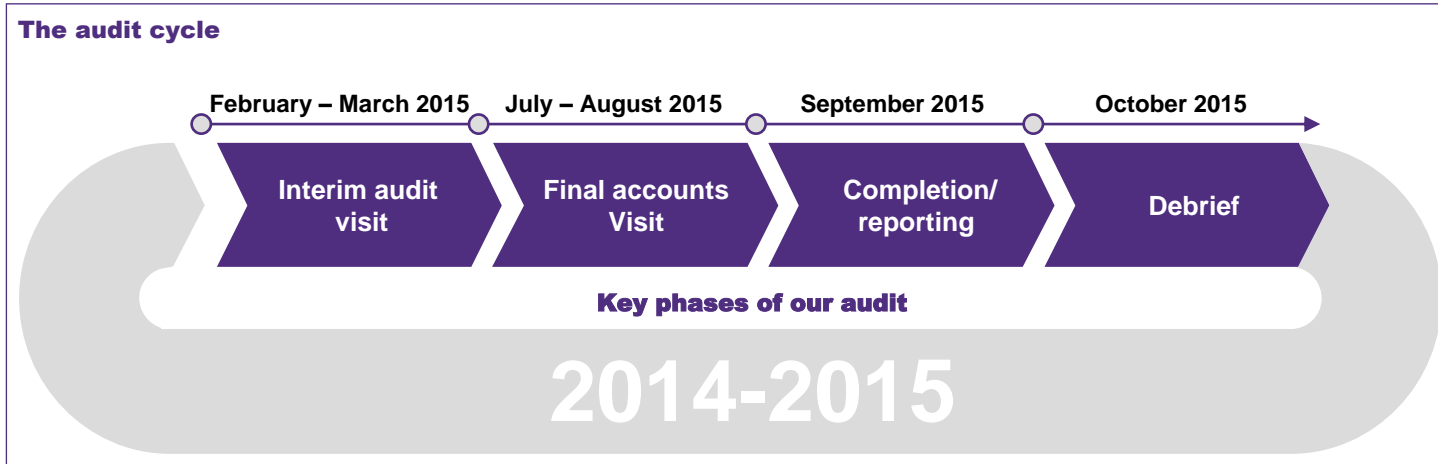 The audit cycle
February – March 2015
July – August 2015
September 2015
October 2015
Interim audit
visit
Final accounts
Visit
Completion/
reporting
Debrief
Key phases of our audit
2014-2015